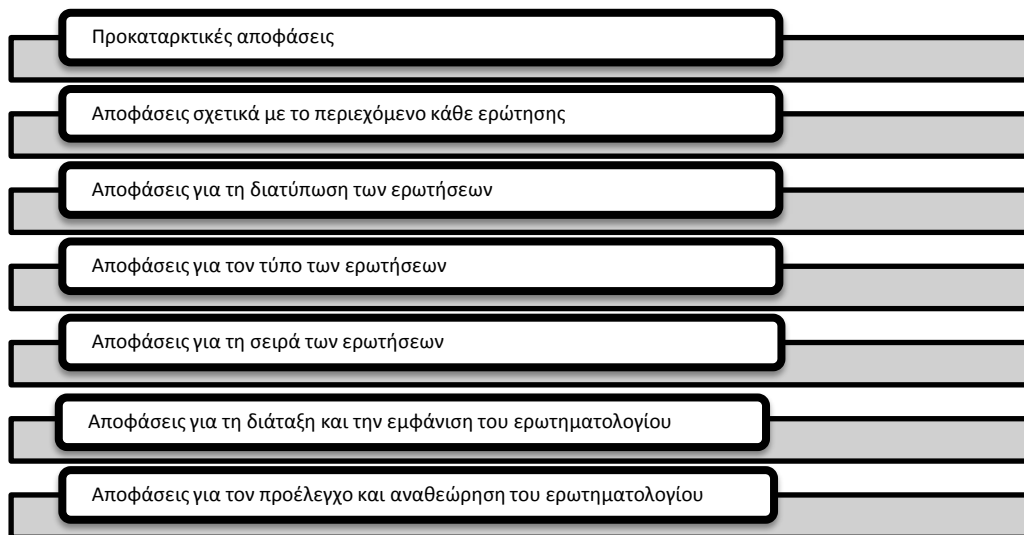 Προκαταρκτικές αποφάσεις
Αποφάσεις σχετικά με το περιεχόμενο κάθε ερώτησης
Αποφάσεις για τη διατύπωση των ερωτήσεων
Αποφάσεις για τον τύπο των ερωτήσεων
Αποφάσεις για τη σειρά των ερωτήσεων
Αποφάσεις για τη διάταξη και την εμφάνιση του ερωτηματολογίου
Αποφάσεις για τον προέλεγχο και αναθεώρηση του ερωτηματολογίου